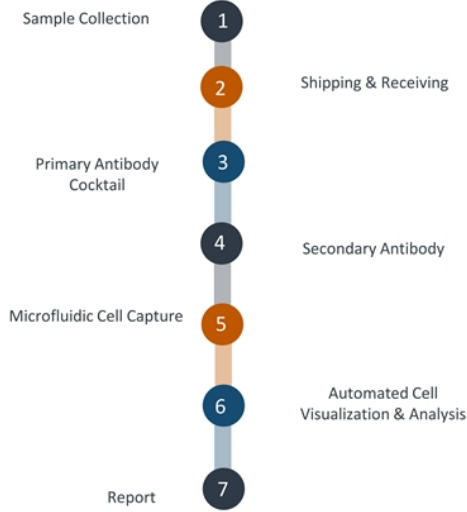 Sample Collection
1
2
Shipping & Receiving
Primary Antibody
Cocktail
3
4
Secondary Antibody
Microfluidic Cell Capture
5
6
Automated Cell
Visualization & Analysis
Report
7